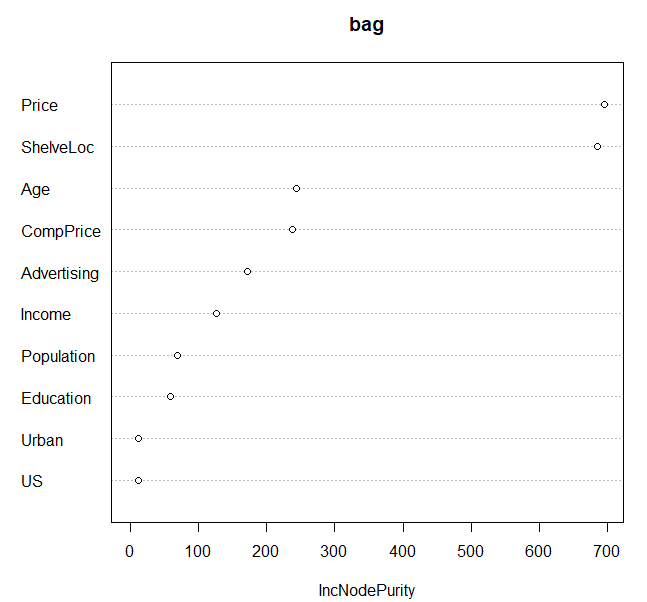 bag
Price
ShelveLoc
Age
CompPrice
Advertising
Income
Population
Education
Urban
US
0 100 200 300 400 500 600 700
IncNodePurity